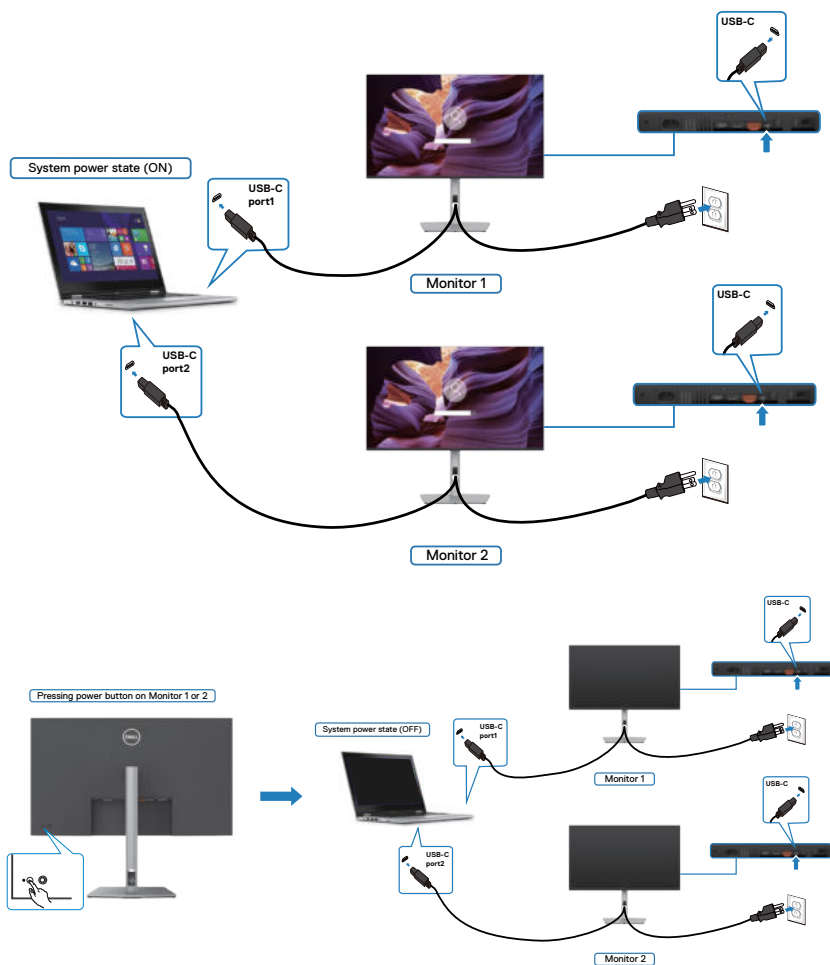 USB-C
System power state (ON)
USB-C
port1
Monitor 1
USB-C
USB-C
port2
Monitor 2
USB-C
Pressing power button on Monitor 1 or 2
DELL
System power state (OFF)
USB-C
port1
Monitor 1
USB-C
USB-C
port2
Monitor 2